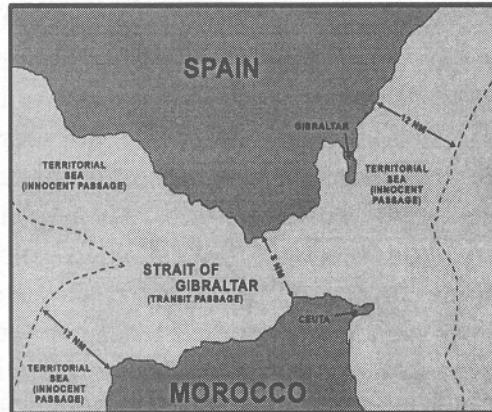 SPAIN
GIBRALTAR
12 NM
TERRITORIAL
SEA
(INNOCENT PASSAGE)
TERRITORIAL
SEA
(INNOCENT
PASSAGE)
8 NM
STRAIT OF
GIBRALTAR
(TRANSIT PASSAGE)
CEUTA
12 NM
TERRITORIAL
SEA
(INNOCENT PASSAGE)
MOROCCO